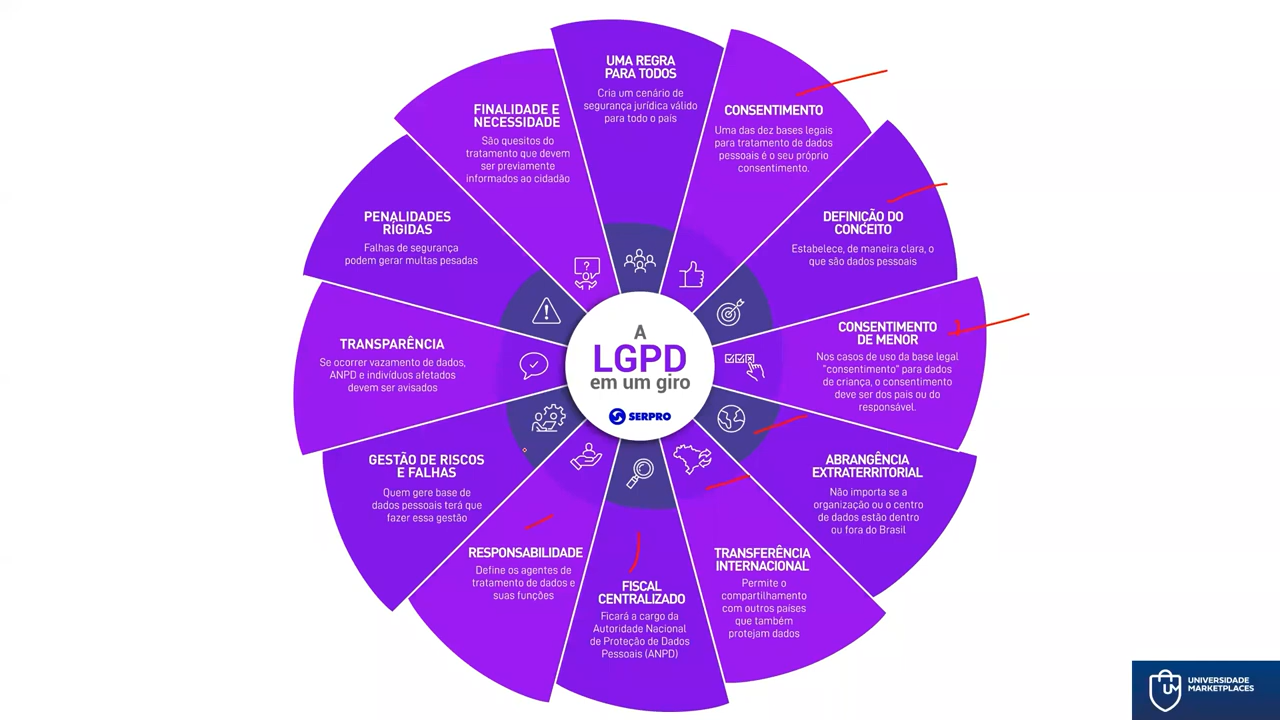 UMA REGRA
PARA TODOS
Cria um cenário de
segurança jurídica válido
para todo o país
CONSENTIMENTO
Uma das dez bases legais
para tratamento de dados
pessoais é o seu próprio
consentimento.
DEFINIÇÃO DO
CONCEITO
Estabelece, de maneira clara, o
que são dados pessoais
CONSENTIMENTO
DE MENOR
Nos casos de uso da base legal
"consentimento" para dados
de criança, o consentimento
deve ser dos pais ou do
responsável.
ABRANGÊNCIA
EXTRATERRITORIAL
Não importa se a
organização ou o centro
de dados estão dentro
ou fora do Brasil
TRANSFERÊNCIA
INTERNACIONAL
Permite o
compartilhamento
com outros países
que também
protejam dados
FISCAL
CENTRALIZADO
Ficará a cargo da
Autoridade Nacional
de Proteção de Dados
Pessoais (ANPD)
RESPONSABILIDADE
Define os agentes de
tratamento de dados e
suas funções
GESTÃO DE RISCOS
E FALHAS
Quem gere base de
dados pessoais terá que
fazer essa gestão
TRANSPARÊNCIA
Se ocorrer vazamento de dados,
ANPD e indivíduos afetados
devem ser avisados
PENALIDADES
RÍGIDAS
Falhas de segurança
podem gerar multas pesadas
FINALIDADE E
NECESSIDADE
São quesitos do
tratamento que devem
ser previamente
informados ao cidadão
A
LGPD
em um giro
SERPRO
UM
UNIVERSIDADE
MARKETPLACES